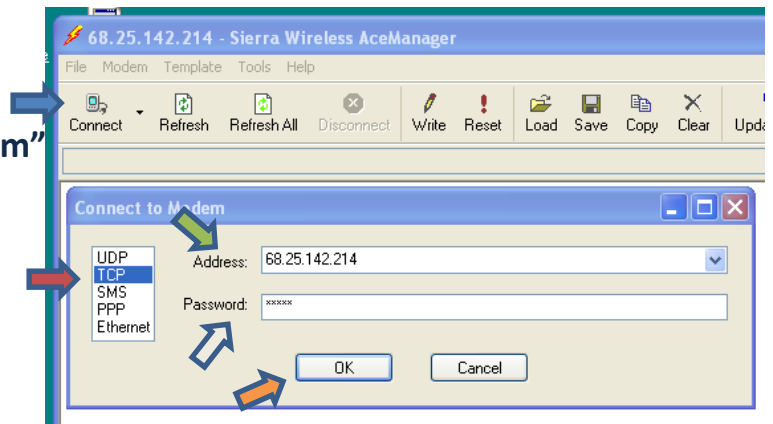 68.25.142.214 - Sierra Wireless AceManager
File Modem Template Tools Help
Connect Refresh Refresh All Disconnect Write Reset Load Save Copy Clear
m”
Connect to Modem
UDP
TCP
SMS
PPP
Ethernet
Address: 68.25.142.214
Password: xxxxx
OK Cancel